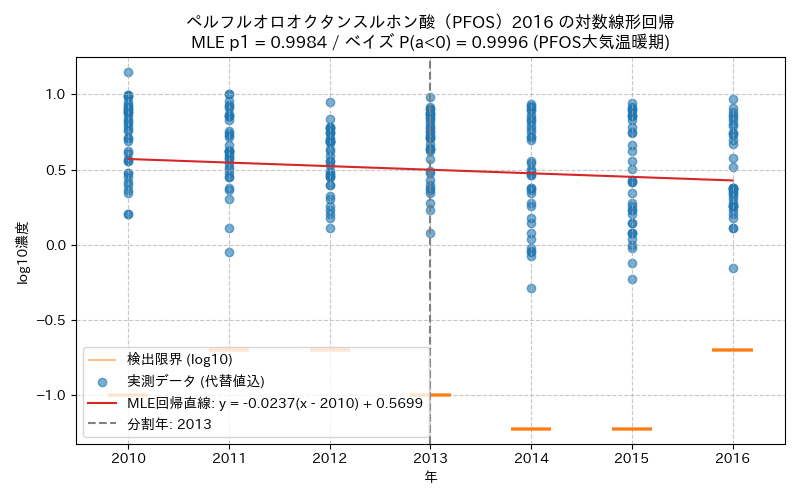 ペルフルオロオクタンスルホン酸（PFOS）2016 の対数線形回帰
MLE p1 = 0.9984 / ベイズ P(a<0) = 0.9996 (PFOS大気温暖期)
log10濃度
1.0
0.5
0.0
−0.5
−1.0
検出限界 (log10)
実測データ (代替値込)
MLE回帰直線: y = -0.0237(x - 2010) + 0.5699
分割年: 2013
2010 2011 2012 2013 2014 2015 2016
年